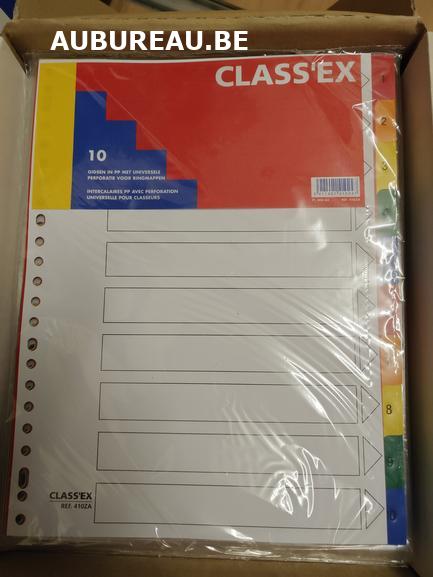 AUBUREAU.BE
CLASS'EX
10
GIDSEN IN PP MET UNIVERSELE
PERFORATIE VOOR RINGMAPPEN
INTERCALAIRES PP AVEC PERFORATION
UNIVERSELLE POUR CLASSEURS
1
2
3
8
9
CLASS'EX
REF. 410ZA